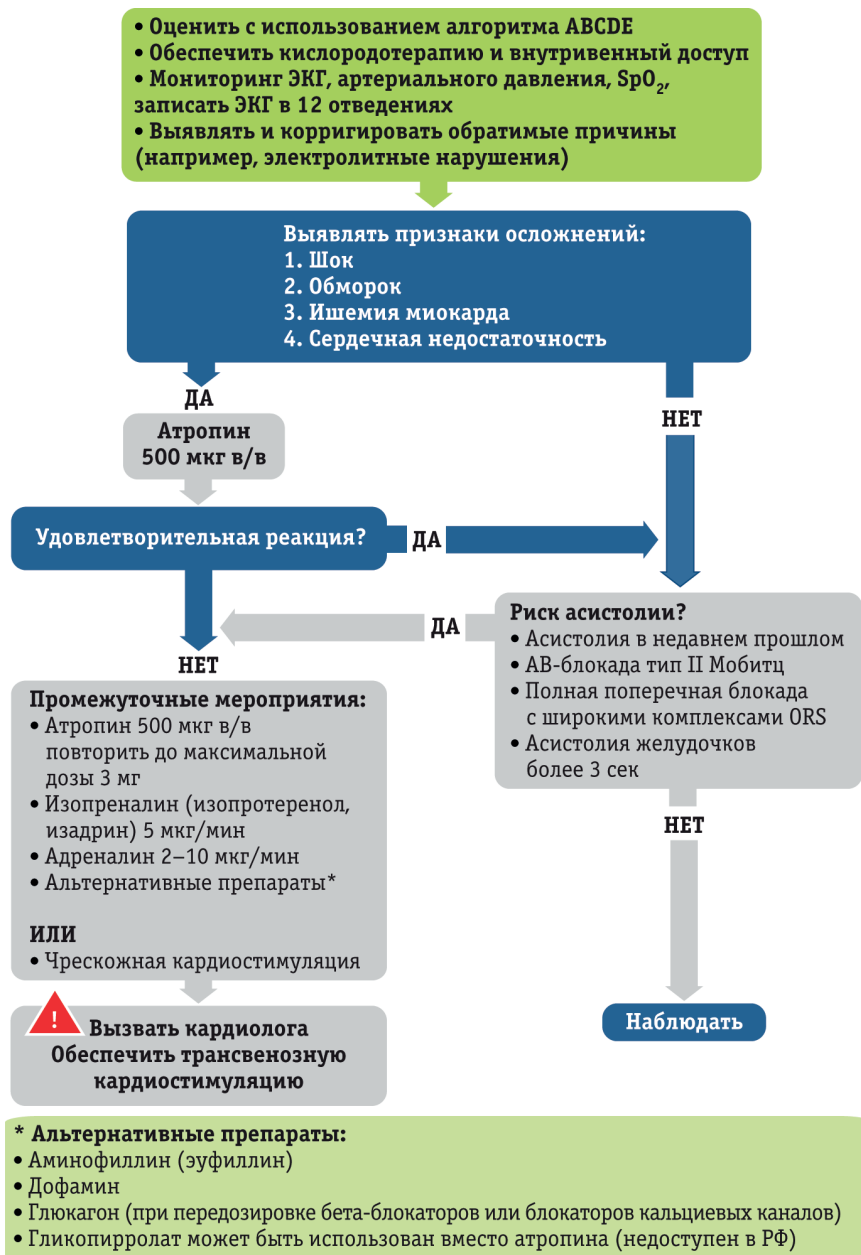 • Оценить с использованием алгоритма ABCDE
• Обеспечить кислородотерапию и внутривенный доступ
• Мониторинг ЭКГ, артериального давления, SpO₂,
записать ЭКГ в 12 отведениях
• Выявлять и корригировать обратимые причины
(например, электролитные нарушения)
Выявлять признаки осложнений:
1. Шок
2. Обморок
3. Ишемия миокарда
4. Сердечная недостаточность
ДА
НЕТ
Атропин
500 мкг в/в
Удовлетворительная реакция?
ДА
Риск асистолии?
• Асистолия в недавнем прошлом
• АВ-блокада тип II Мобитц
• Полная поперечная блокада
с широкими комплексами ORS
• Асистолия желудочков
более 3 сек
ДА
НЕТ
Промежуточные мероприятия:
• Атропин 500 мкг в/в
повторить до максимальной
дозы 3 мг
• Изопреналин (изопротеренол,
изадрин) 5 мкг/мин
• Адреналин 2–10 мкг/мин
• Альтернативные препараты*
ИЛИ
• Чрескожная кардиостимуляция
НЕТ
Наблюдать
!
Вызвать кардиолога
Обеспечить трансвенозную
кардиостимуляцию
* Альтернативные препараты:
• Аминофиллин (эуфиллин)
• Дофамин
• Глюкагон (при передозировке бета-блокаторов или блокаторов кальциевых каналов)
• Гликопирролат может быть использован вместо атропина (недоступен в РФ)